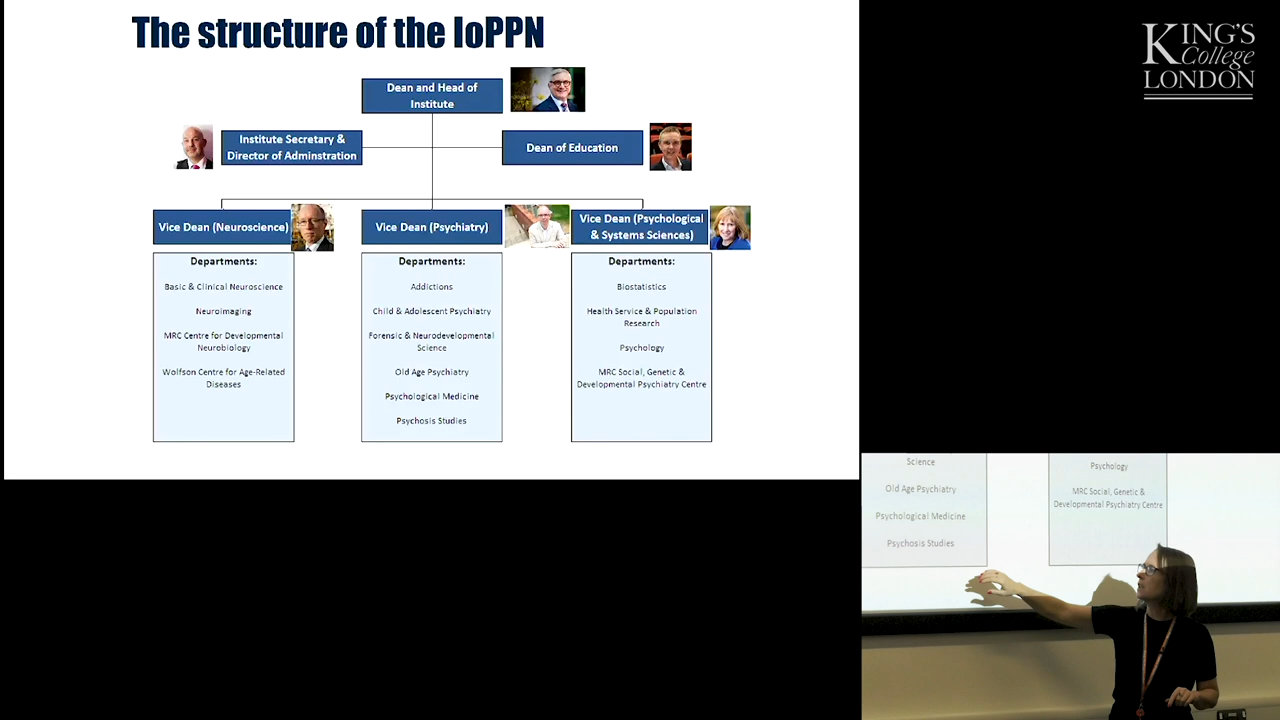 The structure of the IoPPN
KING'S
College
LONDON
Dean and Head of
Institute
Institute Secretary &
Director of Adminstration
Dean of Education
Vice Dean (Neuroscience)
Vice Dean (Psychiatry)
Vice Dean (Psychological
& Systems Sciences)
Departments:
Basic & Clinical Neuroscience
Neuroimaging
MRC Centre for Developmental
Neurobiology
Wolfson Centre for Age-Related
Diseases
Departments:
Addictions
Child & Adolescent Psychiatry
Forensic & Neurodevelopmental
Science
Old Age Psychiatry
Psychological Medicine
Psychosis Studies
Departments:
Biostatistics
Health Service & Population
Research
Psychology
MRC Social, Genetic &
Developmental Psychiatry Centre
Science
Old Age Psychiatry
Psychological Medicine
Psychosis Studies
Psychology
MRC Social, Genetic &
Developmental Psychiatry Centre